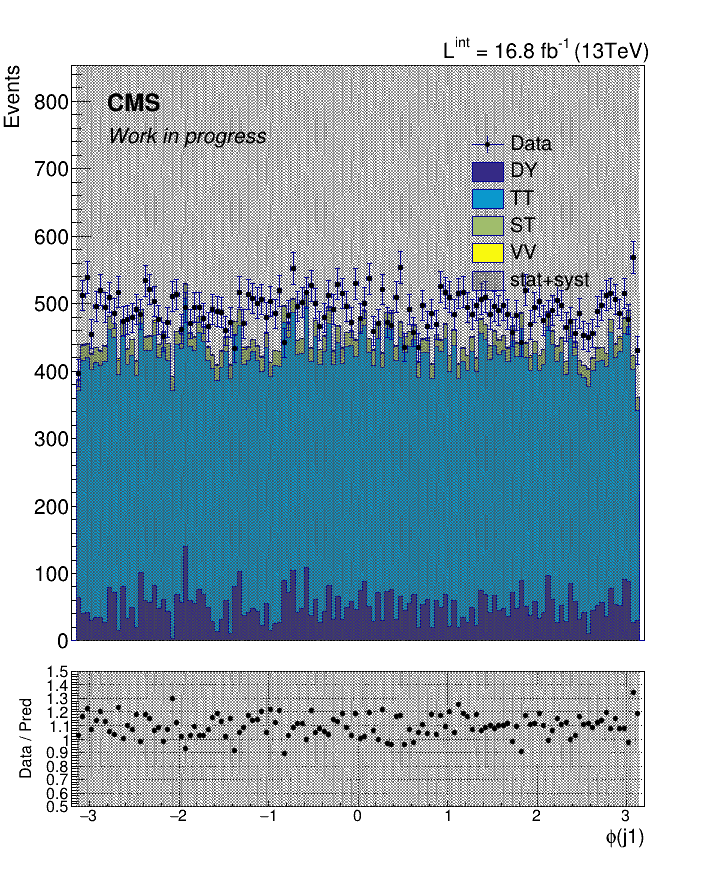 L^int = 16.8 fb^-1 (13TeV)
Events
CMS
Work in progress
Data
DY
TT
ST
VV
stat+syst
800
700
600
500
400
300
200
100
0
Data / Pred
1.5
1.4
1.3
1.2
1.1
1
0.9
0.8
0.7
0.6
0.5
−3 −2 −1 0 1 2 3
ϕ(j1)